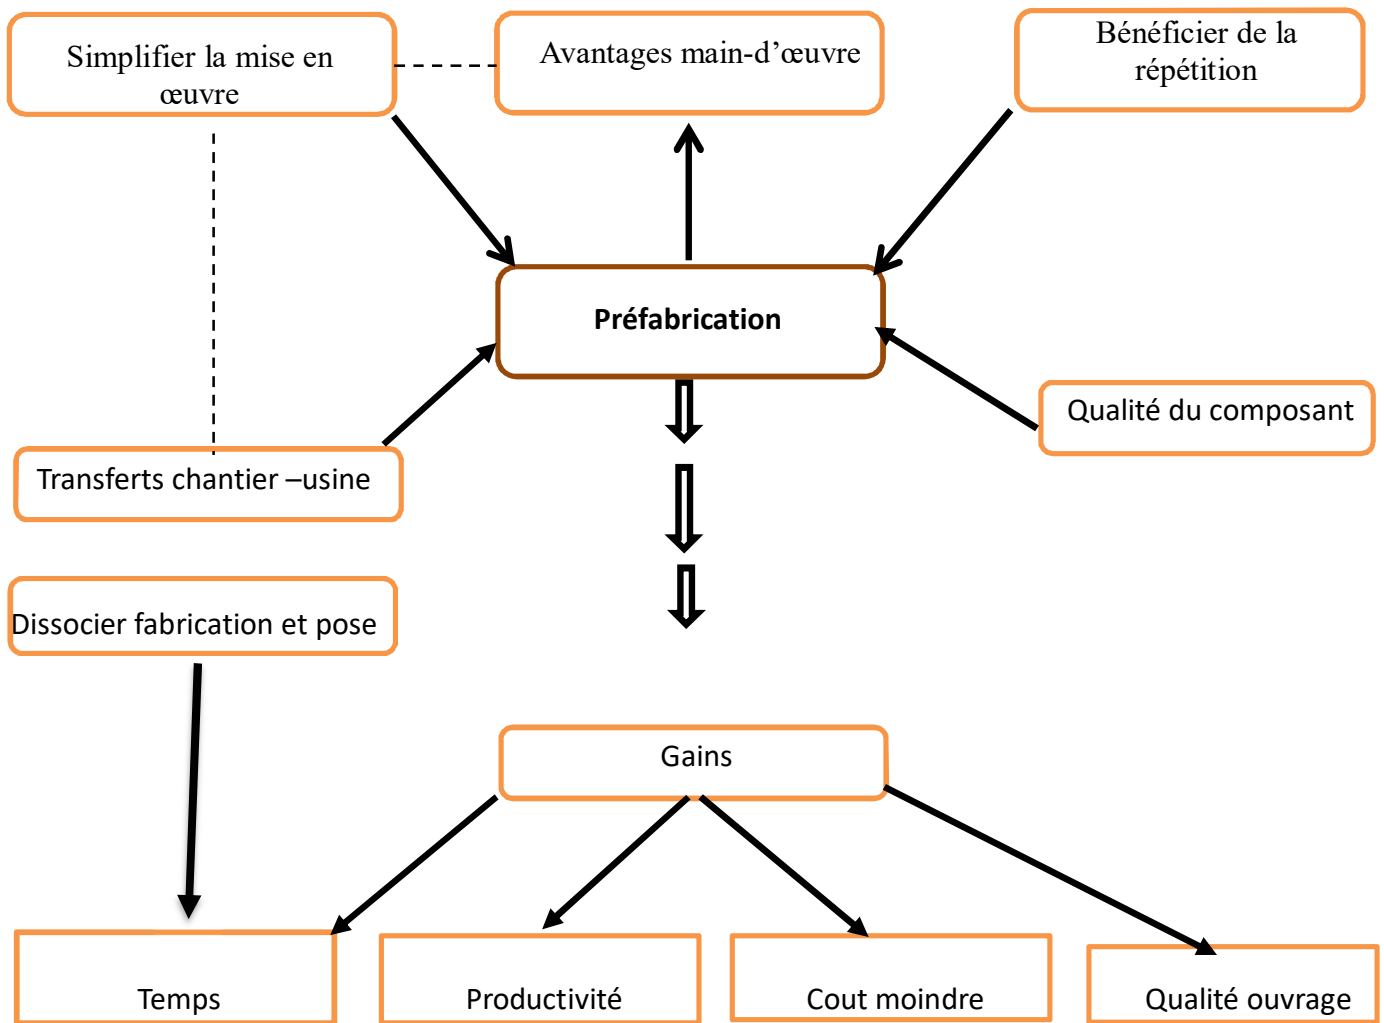 Simplifier la mise en
œuvre
Avantages main-d’œuvre
Bénéficier de la
répétition
Préfabrication
Qualité du composant
Transferts chantier –usine
Dissocier fabrication et pose
Gains
Temps
Productivité
Cout moindre
Qualité ouvrage